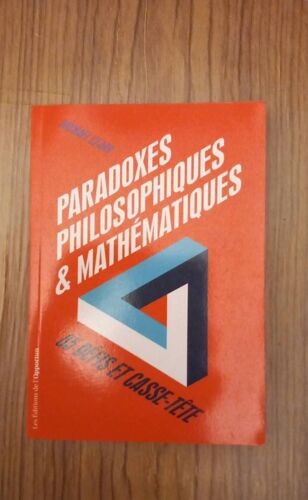 PARADOXES
PHILOSOPHIQUES
& MATHÉMATIQUES
DÉFIS ET CASSE-TÊTE
Les Éditions de l'Opportun